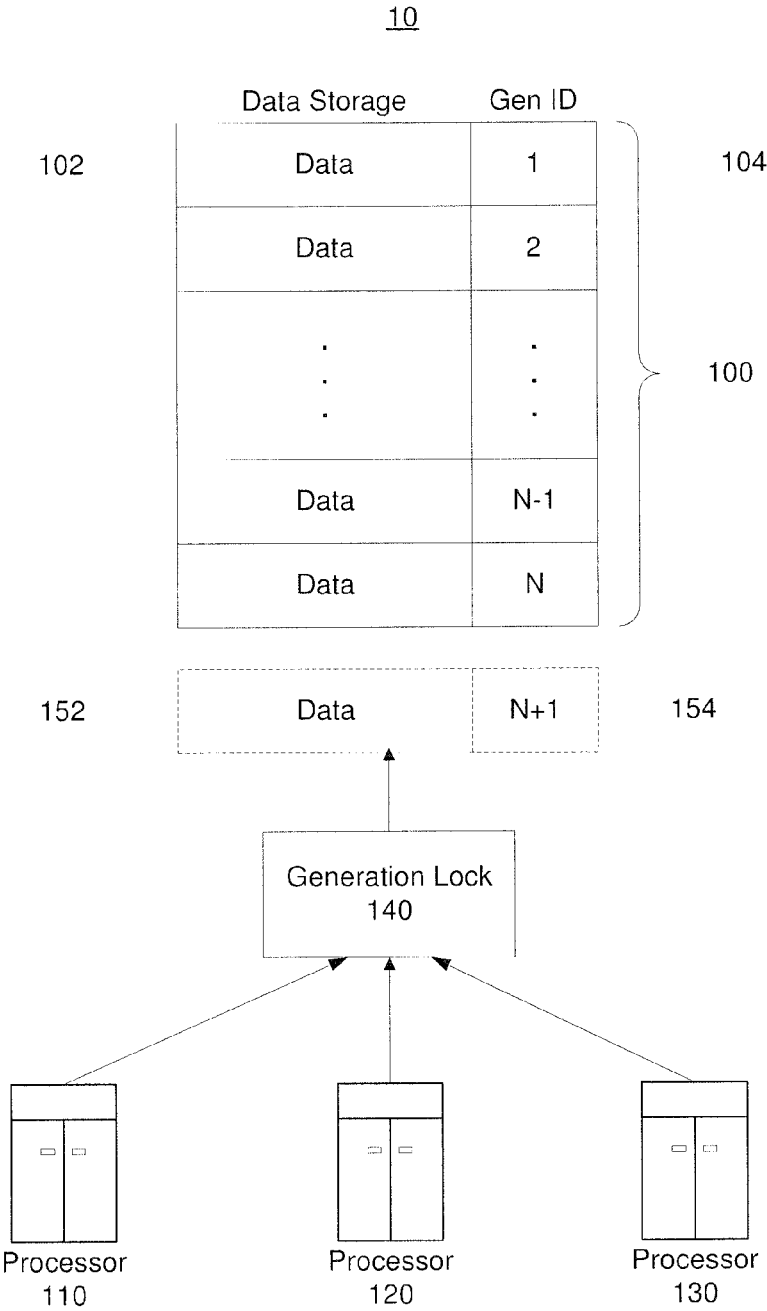 10
Data Storage Gen ID
102 Data 1 104
Data 2
. .
. .
. .
100
Data N-1
Data N
152 Data N+1 154
Generation Lock
140
Processor Processor Processor
110 120 130